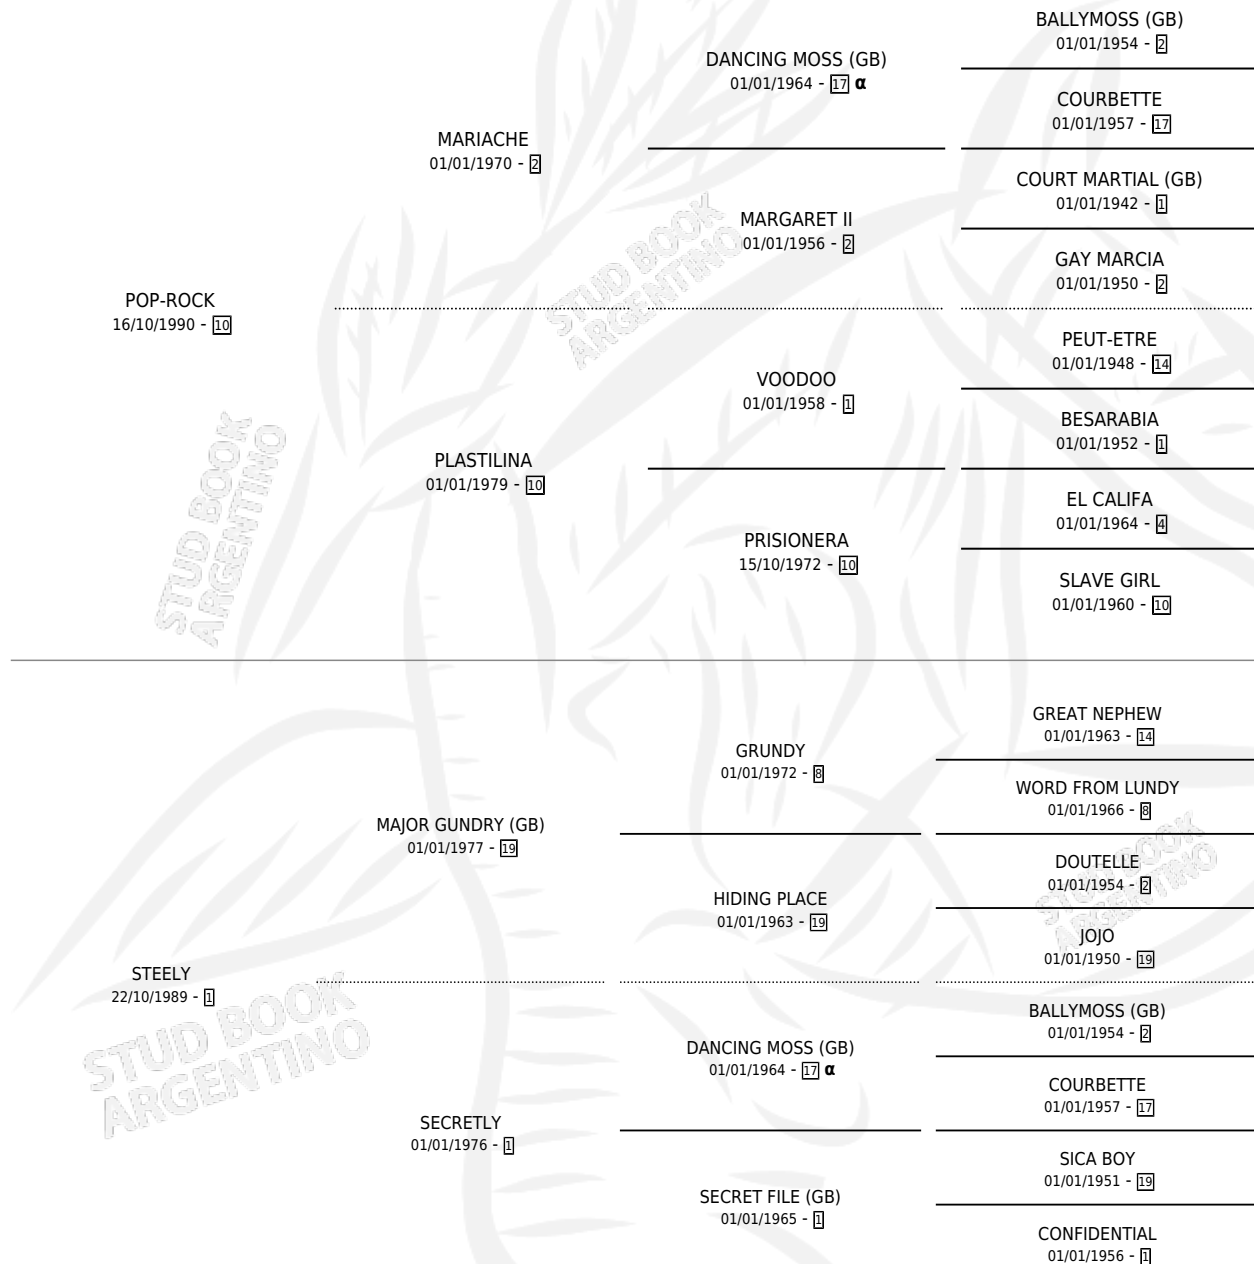 BALLYMOSS (GB)
01/01/1954 - 2
DANCING MOSS (GB)
01/01/1964 - 17 α
COURBETTE
01/01/1957 - 17
MARIACHE
01/01/1970 - 2
COURT MARTIAL (GB)
01/01/1942 - 1
MARGARET II
01/01/1956 - 2
GAY MARCIA
01/01/1950 - 2
POP-ROCK
16/10/1990 - 10
STUD BOOK
ARGENTINO
PEUT-ETRE
01/01/1948 - 14
VOODOO
01/01/1958 - 1
BESARABIA
01/01/1952 - 1
PLASTILINA
01/01/1979 - 10
EL CALIFA
01/01/1964 - 4
PRISIONERA
15/10/1972 - 10
SLAVE GIRL
01/01/1960 - 10
STUD BOOK
ARGENTINO
GREAT NEPHEW
01/01/1963 - 14
GRUNDY
01/01/1972 - 8
WORD FROM LUNDY
01/01/1966 - 8
MAJOR GUNDRY (GB)
01/01/1977 - 19
DOUTELLE
01/01/1954 - 2
HIDING PLACE
01/01/1963 - 19
JOJO
01/01/1950 - 19
STUD BOOK
ARGENTINO
STEELY
22/10/1989 - 1
STUD BOOK
ARGENTINO
BALLYMOSS (GB)
01/01/1954 - 2
DANCING MOSS (GB)
01/01/1964 - 17 α
COURBETTE
01/01/1957 - 17
SECRETLY
01/01/1976 - 1
SICA BOY
01/01/1951 - 19
SECRET FILE (GB)
01/01/1965 - 1
CONFIDENTIAL
01/01/1956 - 1